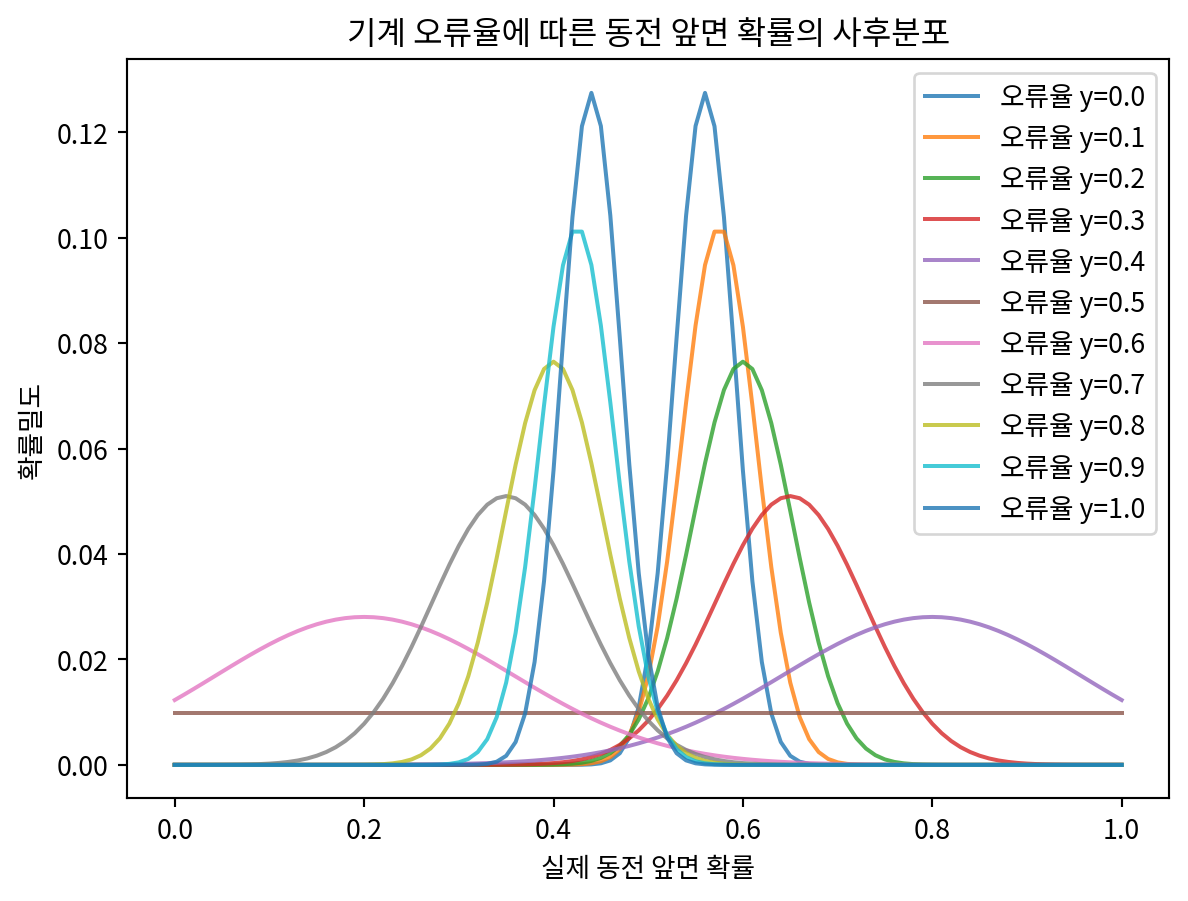 기계 오류율에 따른 동전 앞면 확률의 사후분포
확률밀도
0.12
0.10
0.08
0.06
0.04
0.02
0.00
0.0 0.2 0.4 0.6 0.8 1.0
실제 동전 앞면 확률
오류율 y=0.0
오류율 y=0.1
오류율 y=0.2
오류율 y=0.3
오류율 y=0.4
오류율 y=0.5
오류율 y=0.6
오류율 y=0.7
오류율 y=0.8
오류율 y=0.9
오류율 y=1.0